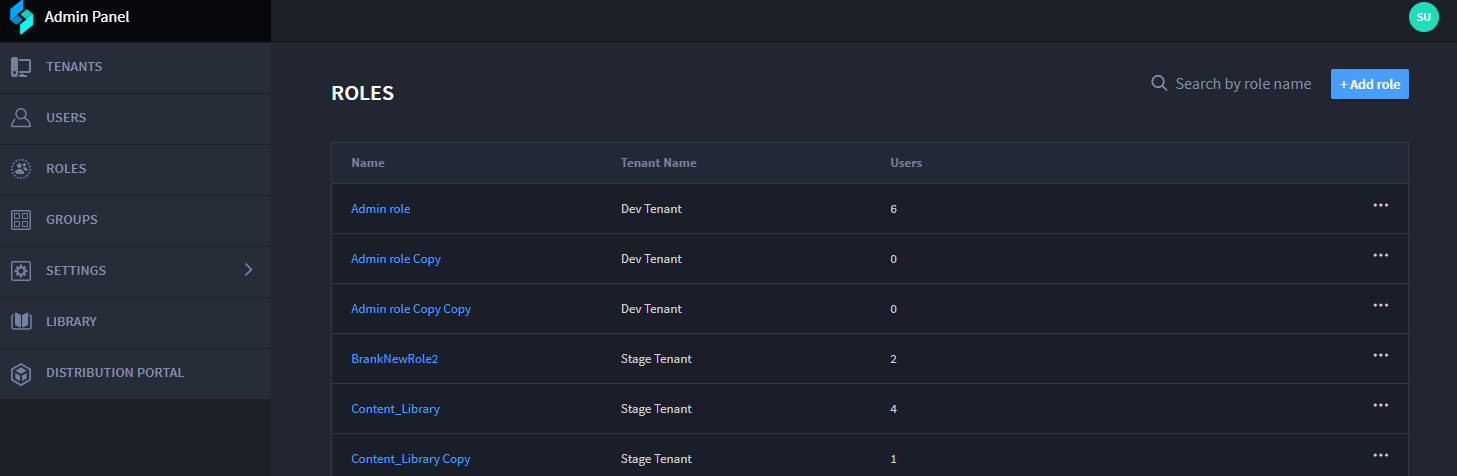 Admin Panel
SU
TENANTS
USERS
ROLES
GROUPS
SETTINGS
LIBRARY
DISTRIBUTION PORTAL
ROLES
Search by role name
+ Add role
Name Tenant Name Users
Admin role Dev Tenant 6
Admin role Copy Dev Tenant 0
Admin role Copy Copy Dev Tenant 0
BrankNewRole2 Stage Tenant 2
Content_Library Stage Tenant 4
Content_Library Copy Stage Tenant 1